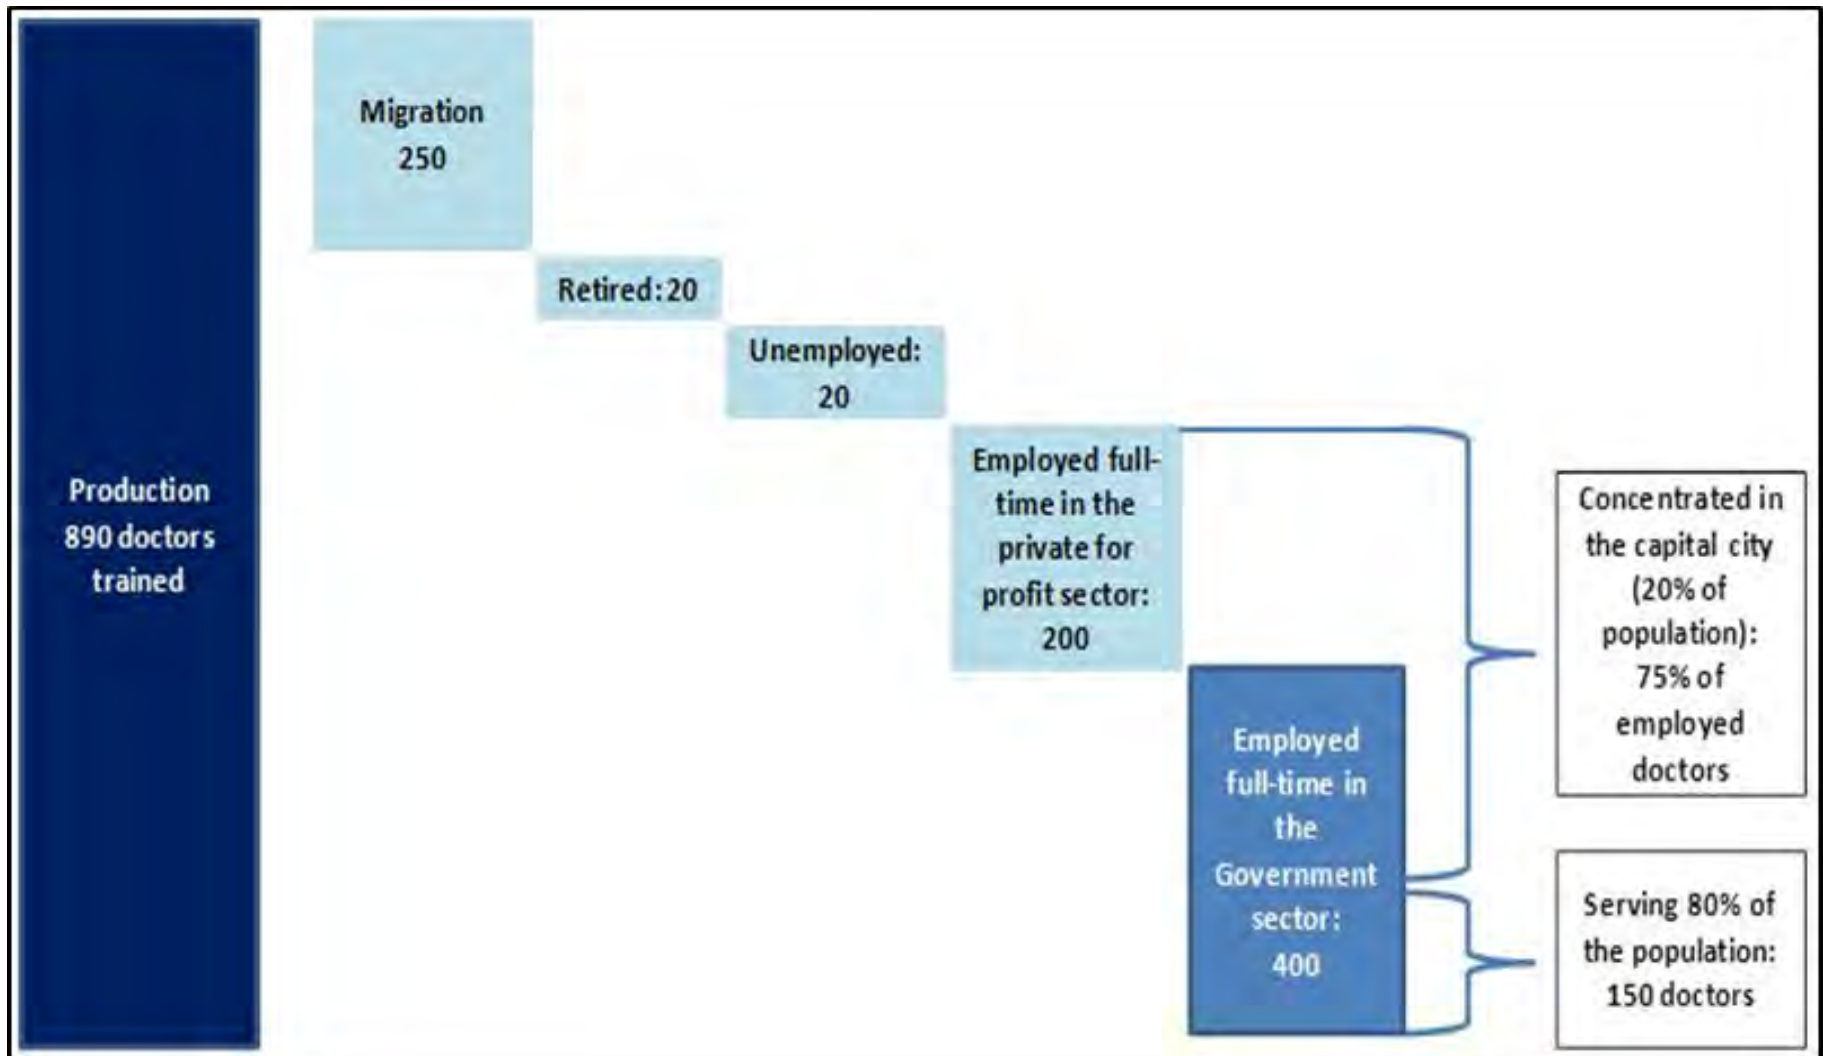 Production
890 doctors
trained
Migration
250
Retired: 20
Unemployed:
20
Employed full-
time in the
private for
profit sector:
200
Employed
full-time in
the
Government
sector:
400
Concentrated in
the capital city
(20% of
population):
75% of
employed
doctors
Serving 80% of
the population:
150 doctors